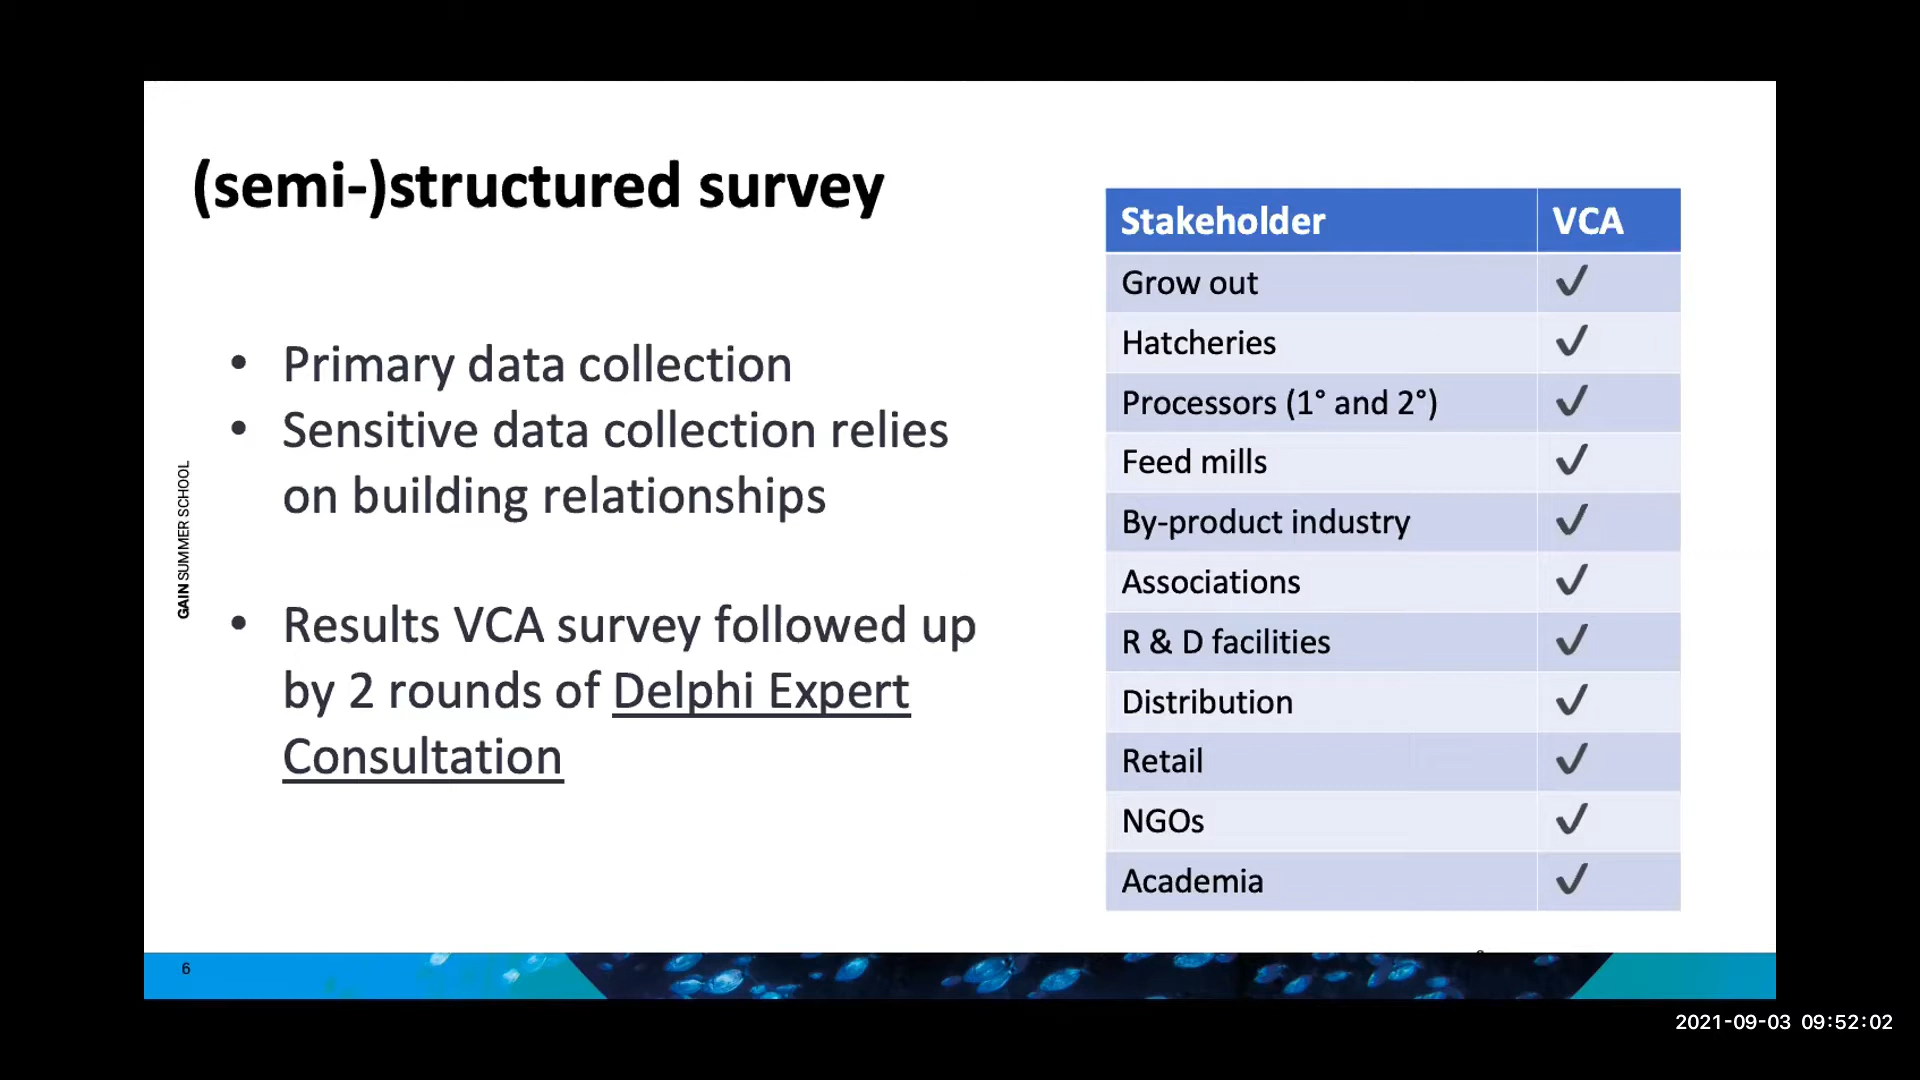 (semi-)structured survey
• Primary data collection
• Sensitive data collection relies
on building relationships
• Results VCA survey followed up
by 2 rounds of Delphi Expert
Consultation
Stakeholder VCA
Grow out ✓
Hatcheries ✓
Processors (1° and 2°) ✓
Feed mills ✓
By-product industry ✓
Associations ✓
R & D facilities ✓
Distribution ✓
Retail ✓
NGOs ✓
Academia ✓
GAIN SUMMER SCHOOL
6
2021-09-03 09:52:02